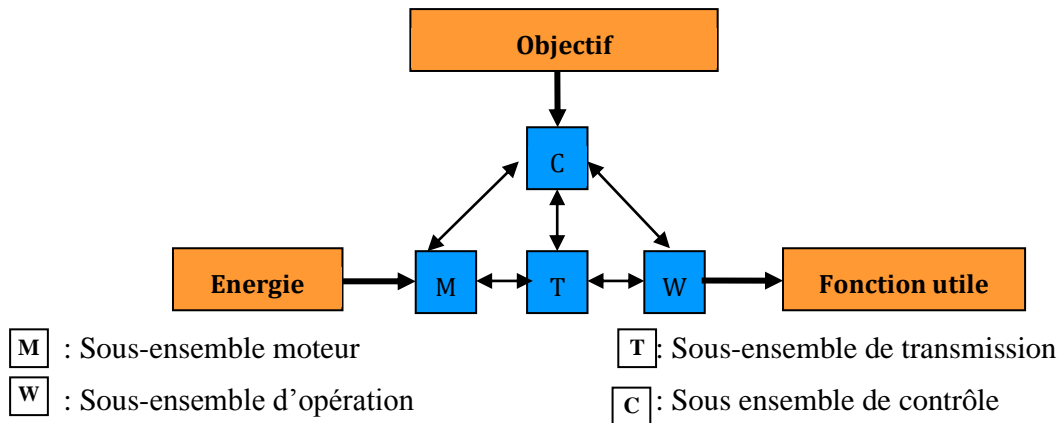 Objectif
C
Energie
M
T
W
Fonction utile
M : Sous-ensemble moteur
T : Sous-ensemble de transmission
W : Sous-ensemble d’opération
C : Sous ensemble de contrôle